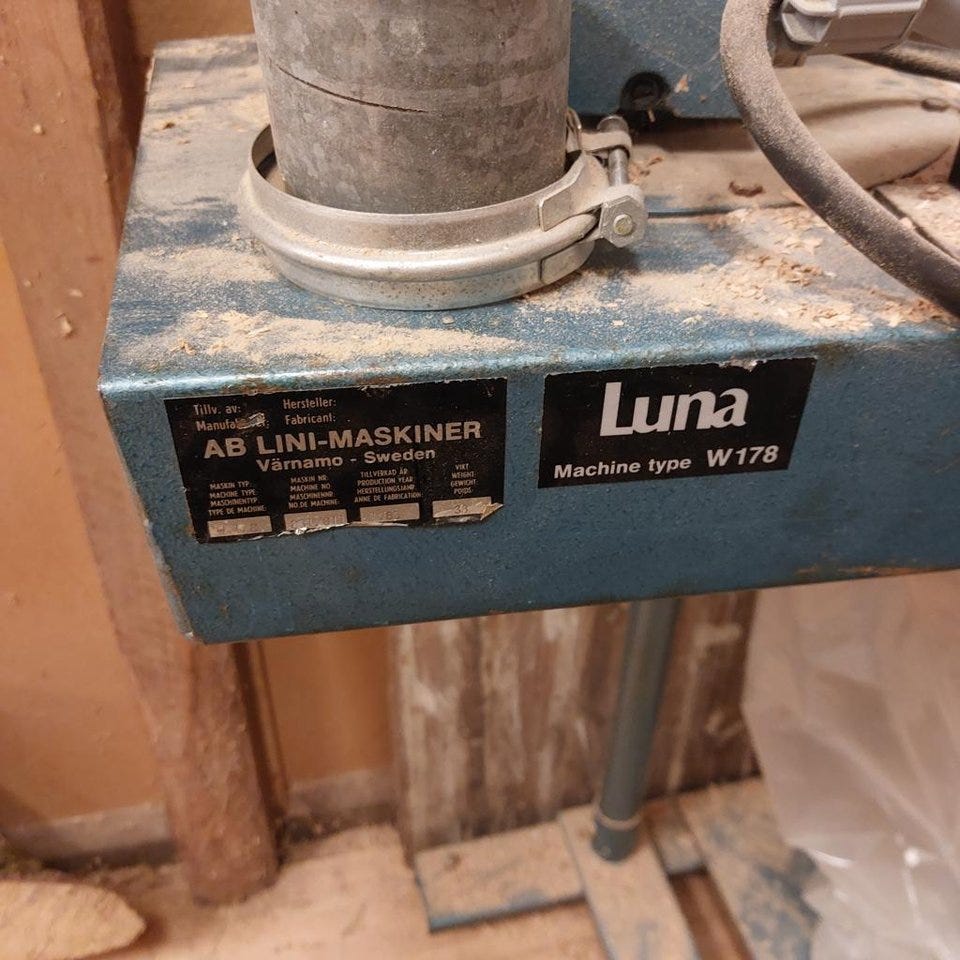 Tillv. av: Hersteller:
Fabricant:
AB LINI-MASKINER
Värnamo - Sweden
MASKIN TYP MASKIN NR TILLVERKAD ÅR VIKT
MACHINE TYPE MACHINE NO PRODUCTION YEAR WEIGHT
MASCHINENTYP MASCHINENNR HERSTELLUNGSJAHR GEWICHT
TYPE DE MACHINE NO. DE MACHINE ANNE DE FABRICATION POIDS
Luna
Machine type W178